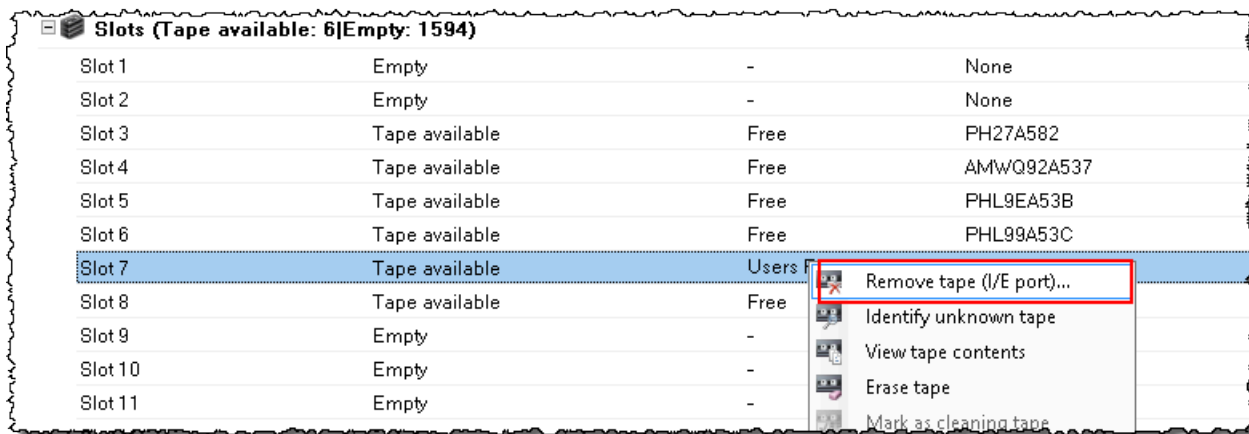 Slots (Tape available: 6|Empty: 1594)
Slot 1 Empty - None
Slot 2 Empty - None
Slot 3 Tape available Free PH27A582
Slot 4 Tape available Free AMWQ92A537
Slot 5 Tape available Free PHL9EA53B
Slot 6 Tape available Free PHL99A53C
Slot 7 Tape available Users
Remove tape (I/E port)...
Slot 8 Tape available Free
Identify unknown tape
Slot 9 Empty -
View tape contents
Slot 10 Empty -
Erase tape
Slot 11 Empty -
Mark as cleaning tape